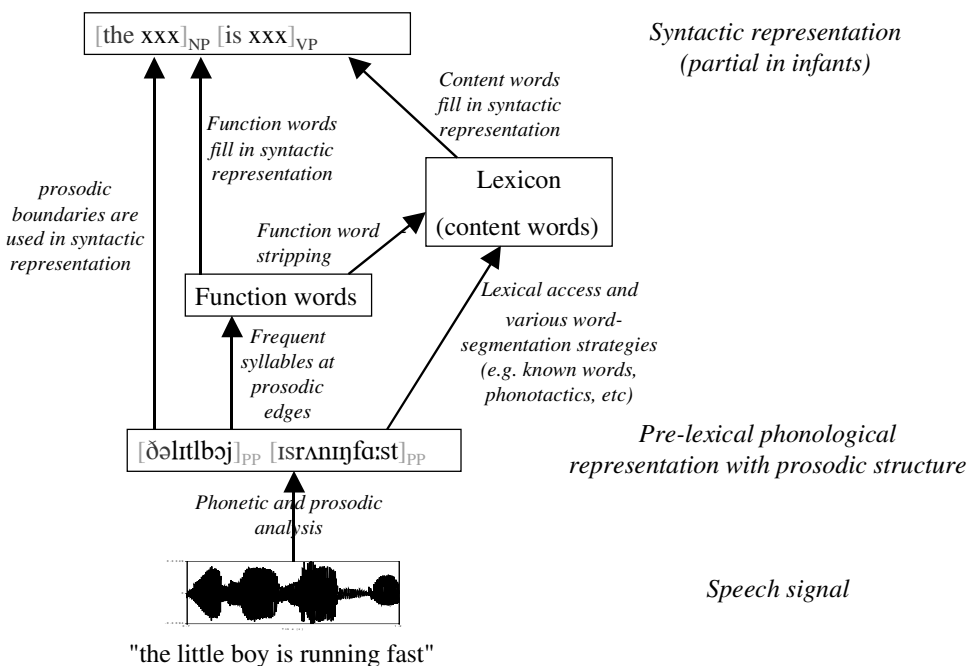 [the xxx]NP [is xxx]VP
Syntactic representation
(partial in infants)
Content words
fill in syntactic
representation
Function words
fill in syntactic
representation
Lexicon
(content words)
prosodic
boundaries are
used in syntactic
representation
Function word
stripping
Function words
Lexical access and
various word-
segmentation strategies
(e.g. known words,
phonotactics, etc)
Frequent
syllables at
prosodic
edges
[ðəlɪtlbɔj]PP [ɪsrʌnɪŋfɑːst]PP
Pre-lexical phonological
representation with prosodic structure
Phonetic and prosodic
analysis
Speech signal
"the little boy is running fast"